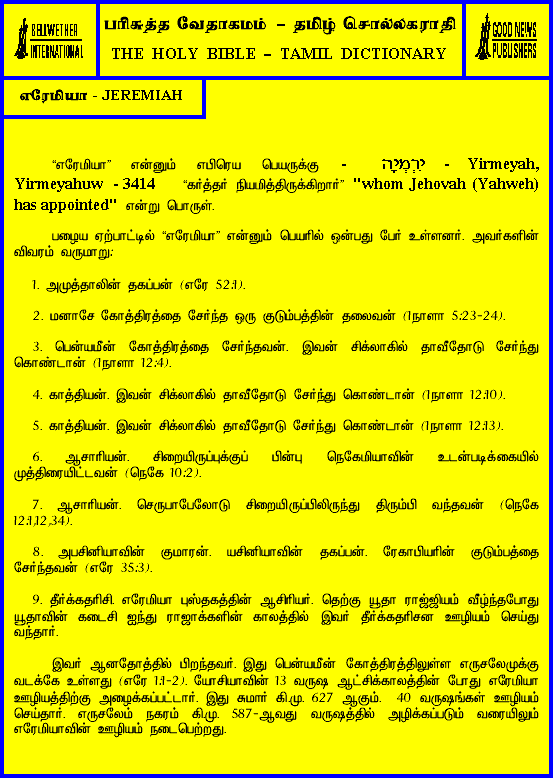 BELLWETHER
INTERNATIONAL
பரிசுத்த வேதாகமம் – தமிழ் சொல்லகராதி
THE HOLY BIBLE – TAMIL DICTIONARY
GOOD NEWS
PUBLISHERS
எரேமியா - JEREMIAH
“எரேமியா” என்னும் எபிரெய பெயருக்கு - יִרְמְיָה - Yirmeyah,
Yirmeyahuw - 3414 “கர்த்தர் நியமித்திருக்கிறார்” "whom Jehovah (Yahweh)
has appointed" என்று பொருள்.
பழைய ஏற்பாட்டில் “எரேமியா” என்னும் பெயரில் ஒன்பது பேர் உள்ளனர். அவர்களின்
விவரம் வருமாறு:
1. அமுத்தாலின் தகப்பன் (எரே 52:1).
2. மனாசே கோத்திரத்தை சேர்ந்த ஒரு குடும்பத்தின் தலைவன் (1நாளா 5:23-24).
3. பென்யமீன் கோத்திரத்தை சேர்ந்தவன். இவன் சிக்லாகில் தாவீதோடு சேர்ந்து
கொண்டான் (1நாளா 12:4).
4. காத்தியன். இவன் சிக்லாகில் தாவீதோடு சேர்ந்து கொண்டான் (1நாளா 12:10).
5. காத்தியன். இவன் சிக்லாகில் தாவீதோடு சேர்ந்து கொண்டான் (1நாளா 12:13).
6. ஆசாரியன். சிறையிருப்புக்குப் பின்பு நெகேமியாவின் உடன்படிக்கையில்
முத்திரையிட்டவன் (நெகே 10:2).
7. ஆசாரியன். செருபாபேலோடு சிறையிருப்பிலிருந்து திரும்பி வந்தவன் (நெகே
12:1,12,34).
8. அபசினியாவின் குமாரன். யசினியாவின் தகப்பன். ரேகாபியரின் குடும்பத்தை
சேர்ந்தவன் (எரே 35:3).
9. தீர்க்கதரிசி. எரேமியா புஸ்தகத்தின் ஆசிரியர். தெற்கு யூதா ராஜ்ஜியம் வீழ்ந்தபோது
யூதாவின் கடைசி ஐந்து ராஜாக்களின் காலத்தில் இவர் தீர்க்கதரிசன ஊழியம் செய்து
வந்தார்.
இவர் ஆனதோத்தில் பிறந்தவர். இது பென்யமீன் கோத்திரத்திலுள்ள எருசலேமுக்கு
வடக்கே உள்ளது (எரே 1:1-2). யோசியாவின் 13 வருஷ ஆட்சிக்காலத்தின் போது எரேமியா
ஊழியத்திற்கு அழைக்கப்பட்டார். இது சுமார் கி.மு. 627 ஆகும். 40 வருஷங்கள் ஊழியம்
செய்தார். எருசலேம் நகரம் கி.மு. 587-ஆவது வருஷத்தில் அழிக்கப்படும் வரையிலும்
எரேமியாவின் ஊழியம் நடைபெற்றது.